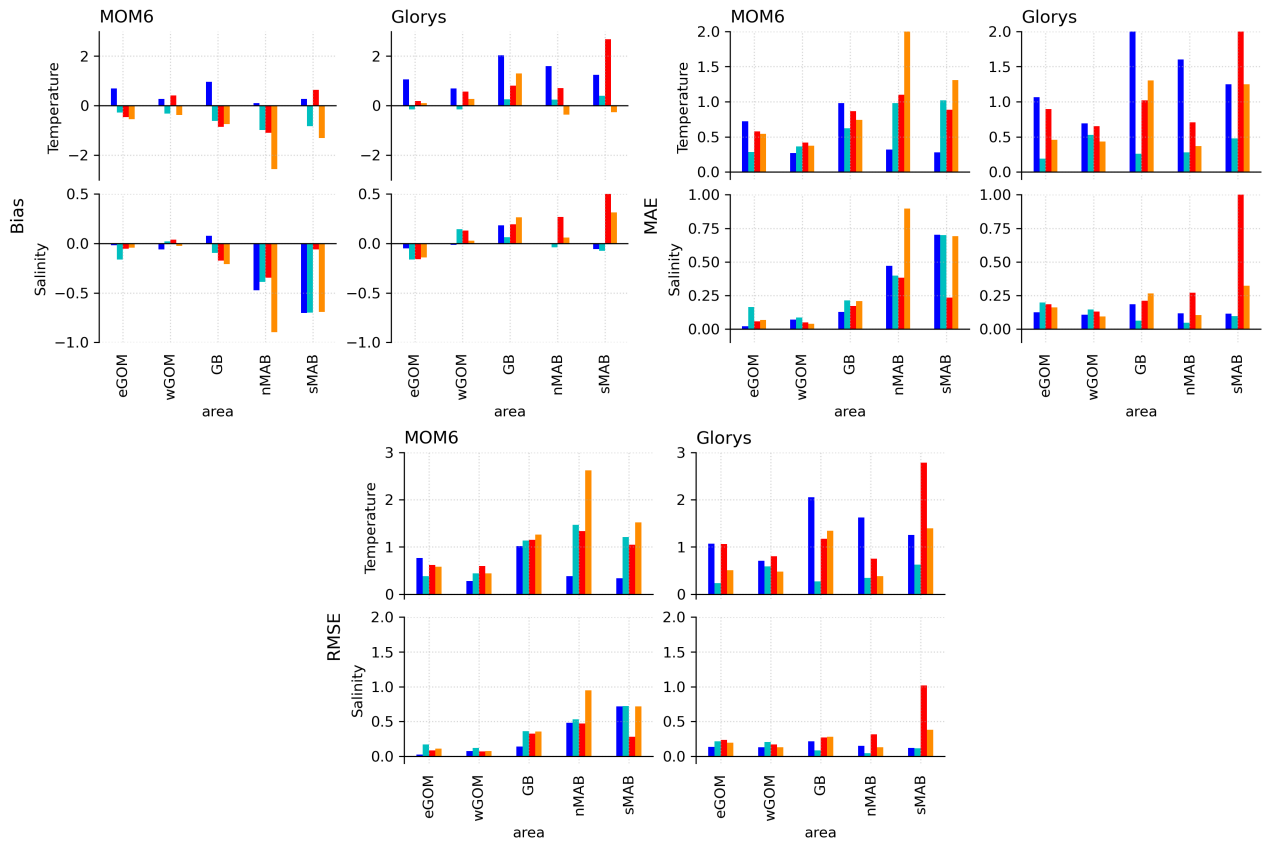 MOM6
Glorys
Bias
Temperature
2
0
−2
2
0
−2
Salinity
0.5
0.0
−0.5
−1.0
0.5
0.0
−0.5
−1.0
eGOM
wGOM
GB
nMAB
sMAB
area
eGOM
wGOM
GB
nMAB
sMAB
area
MOM6
Glorys
MAE
Temperature
2.0
1.5
1.0
0.5
0.0
2.0
1.5
1.0
0.5
0.0
Salinity
1.00
0.75
0.50
0.25
0.00
1.00
0.75
0.50
0.25
0.00
eGOM
wGOM
GB
nMAB
sMAB
area
eGOM
wGOM
GB
nMAB
sMAB
area
MOM6
Glorys
RMSE
Temperature
3
2
1
0
3
2
1
0
Salinity
2.0
1.5
1.0
0.5
0.0
2.0
1.5
1.0
0.5
0.0
eGOM
wGOM
GB
nMAB
sMAB
area
eGOM
wGOM
GB
nMAB
sMAB
area